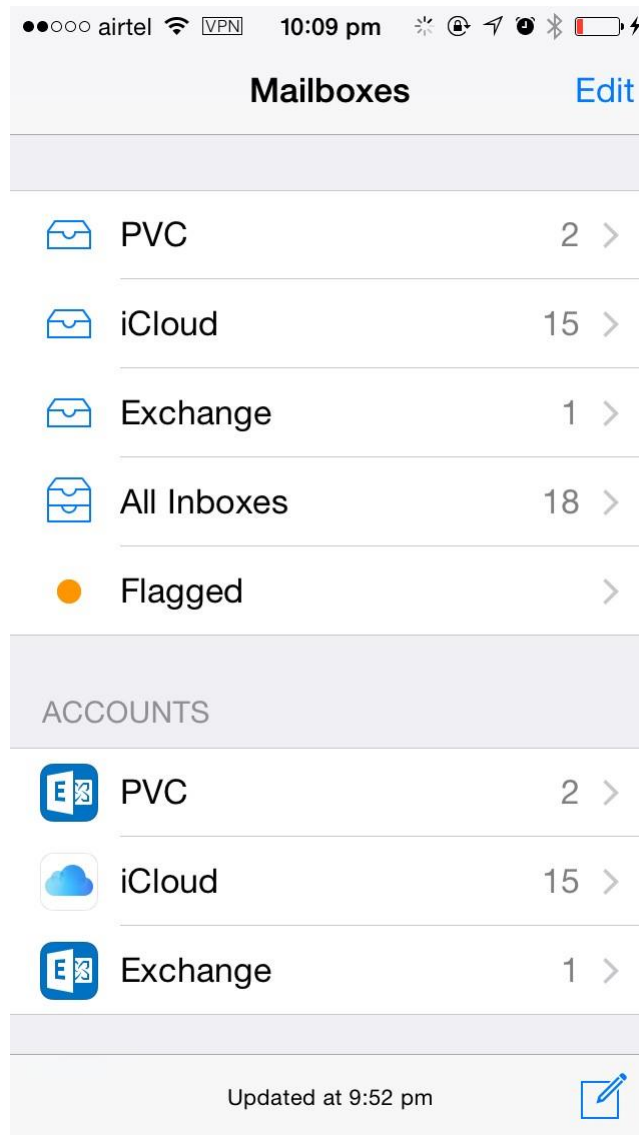 airtel VPN 10:09 pm
Mailboxes Edit
PVC 2
iCloud 15
Exchange 1
All Inboxes 18
Flagged
ACCOUNTS
E PVC 2
iCloud 15
E Exchange 1
Updated at 9:52 pm